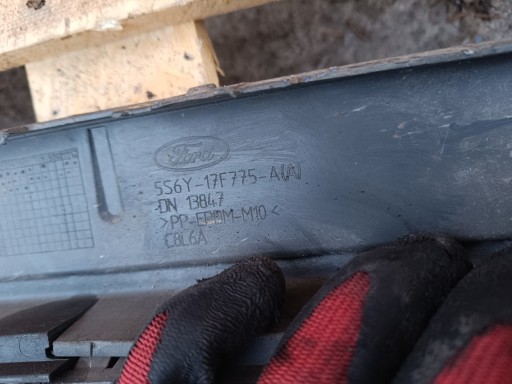 Ford
5S6Y-17F775-A
DN 13847
>PP-EPDM-M10<
C8L6A